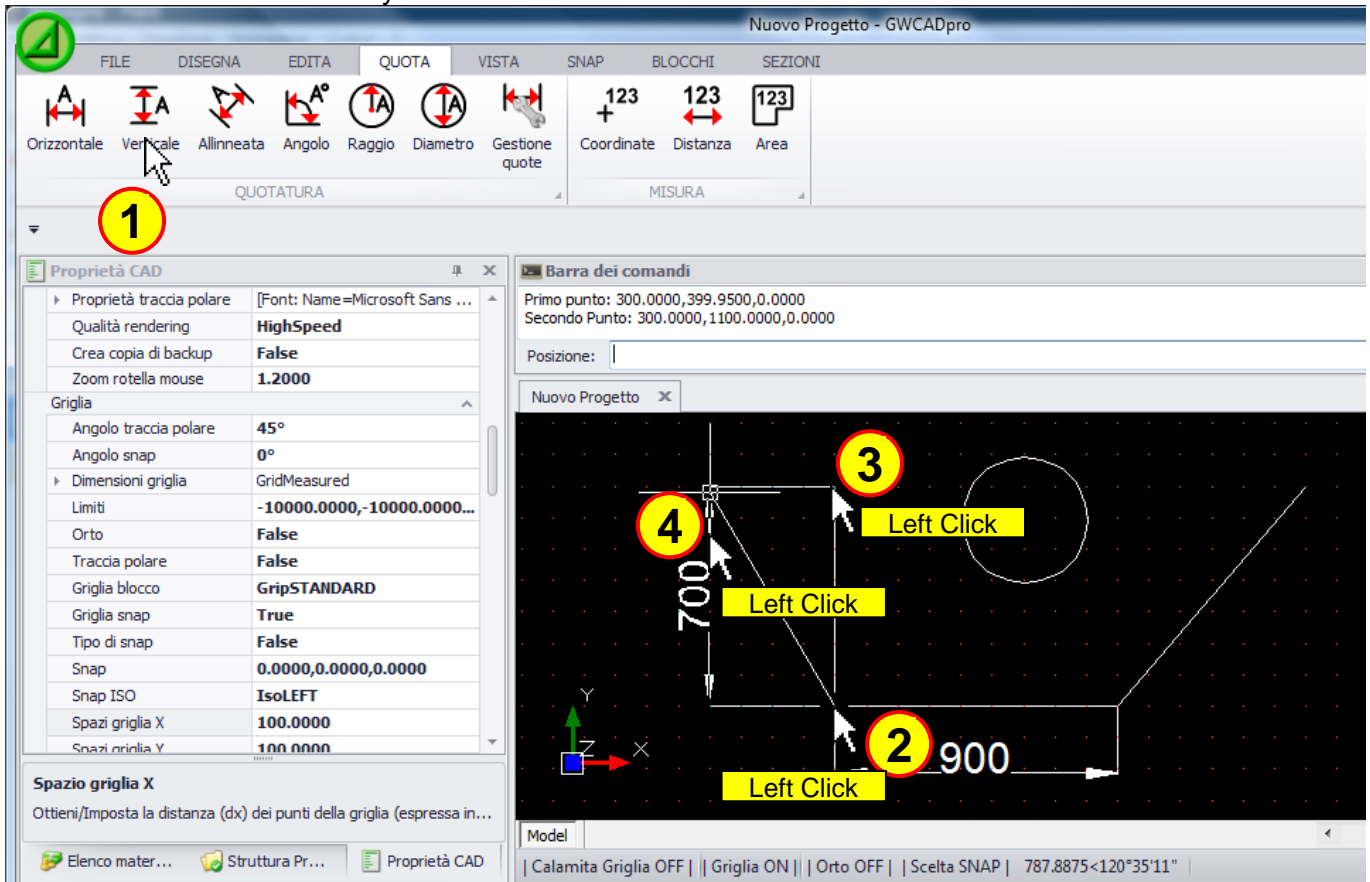 Nuovo Progetto - GWCADpro
FILE DISEGNA EDITA QUOTA VISTA SNAP BLOCCHI SEZIONI
A A A° A A 123 123 123
Orizzontale Verticale Allineata Angolo Raggio Diametro Gestione quote Coordinate Distanza Area
QUOTATURA MISURA
1
Proprietà CAD
Proprietà traccia polare [Font: Name=Microsoft Sans ...
Qualità rendering HighSpeed
Crea copia di backup False
Zoom rotella mouse 1.2000
Griglia
Angolo traccia polare 45°
Angolo snap 0°
Dimensioni griglia GridMeasured
Limiti -10000.0000,-10000.0000...
Orto False
Traccia polare False
Griglia blocco GripSTANDARD
Griglia snap True
Tipo di snap False
Snap 0.0000,0.0000,0.0000
Snap ISO IsoLEFT
Spazi griglia X 100.0000
Spazi griglia Y 100.0000
Spazio griglia X
Ottieni/Imposta la distanza (dx) dei punti della griglia (espressa in...
Elenco mater... Struttura Pr... Proprietà CAD
Barra dei comandi
Primo punto: 300.0000,399.9500,0.0000
Secondo Punto: 300.0000,1100.0000,0.0000
Posizione:
Nuovo Progetto
3
Left Click
4
Left Click
700
Y
Z X
2
900
Left Click
Model
| Calamita Griglia OFF | | Griglia ON | | Orto OFF | | Scelta SNAP | 787.8875<120°35'11"